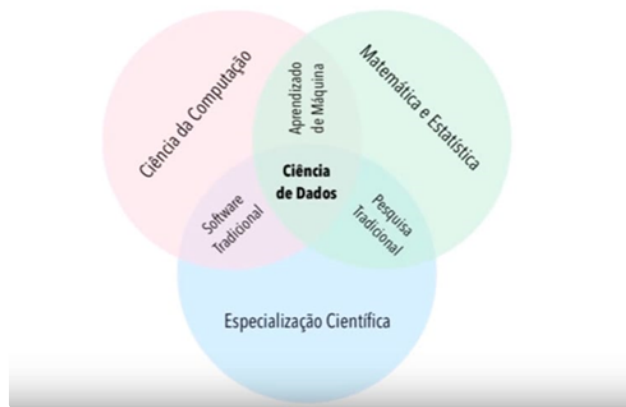 Ciência da Computação
Matemática e Estatística
Aprendizado
de Máquina
Ciência
de Dados
Software
Tradicional
Pesquisa
Tradicional
Especialização Científica